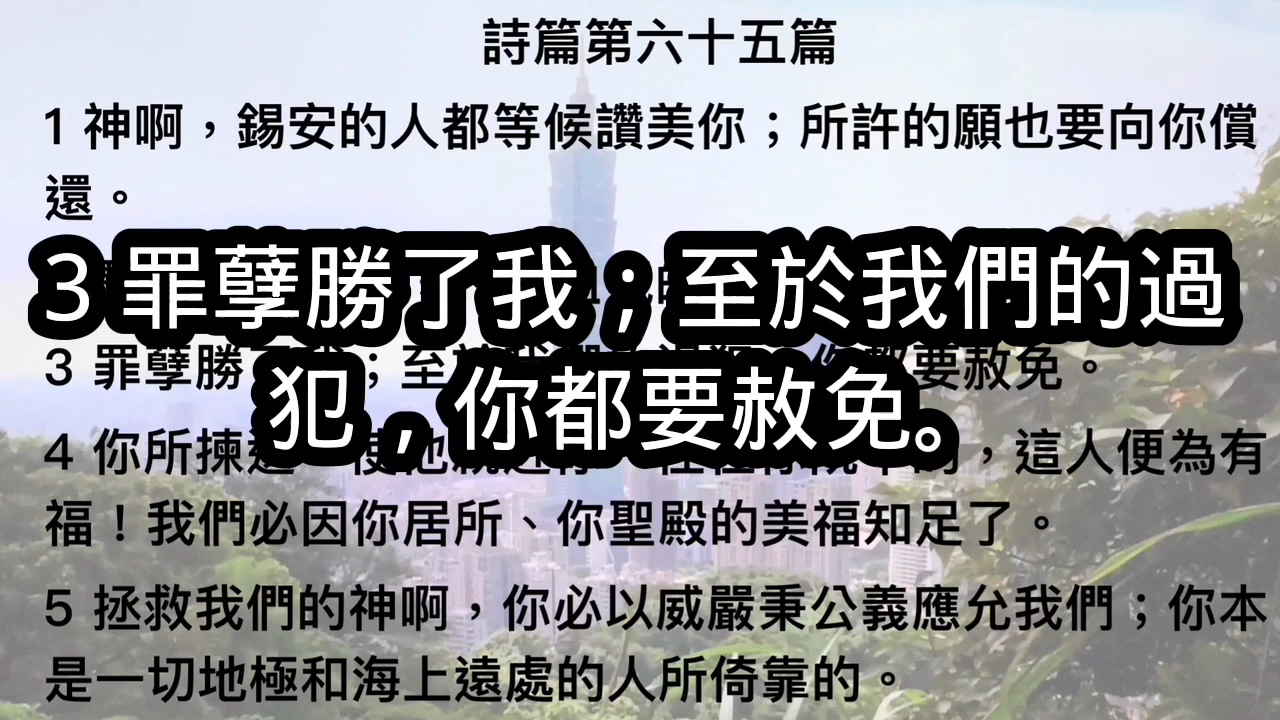 詩篇第六十五篇
1 神啊，錫安的人都等候讚美你；所許的願也要向你償
還。
3 罪孽勝了我；至於我們的過
犯，你都要赦免。
3 罪孽勝；至要赦免。
4 你所揀，這人便為有
福！我們必因你居所、你聖殿的美福知足了。
5 拯救我們的神啊，你必以威嚴秉公義應允我們；你本
是一切地極和海上遠處的人所倚靠的。